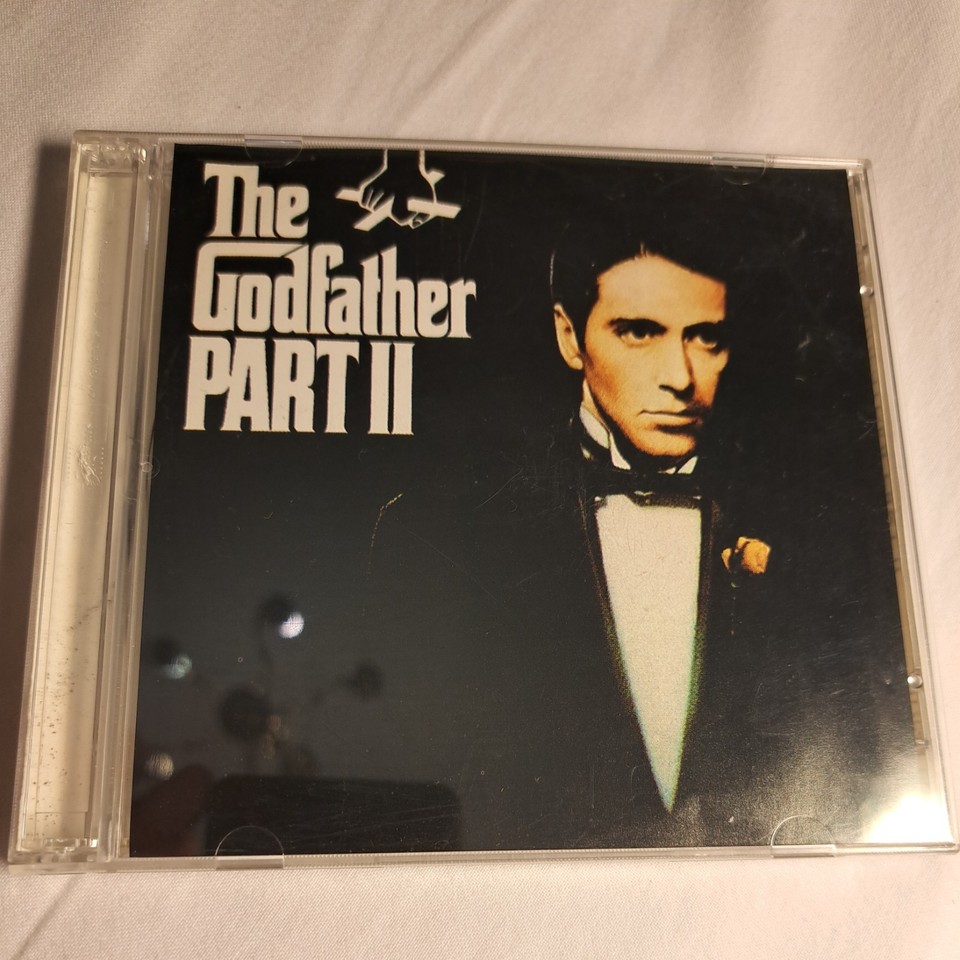 The
Godfather
PART II